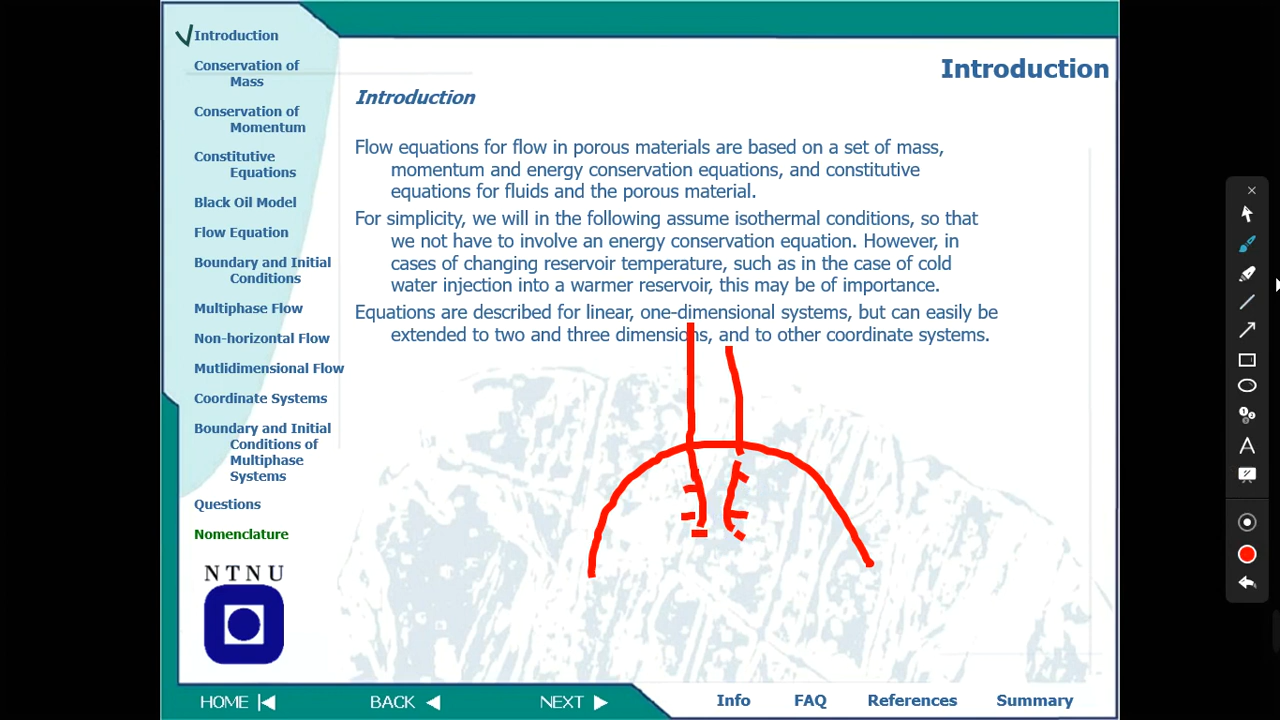 Introduction
Conservation of
Mass
Conservation of
Momentum
Constitutive
Equations
Black Oil Model
Flow Equation
Boundary and Initial
Conditions
Multiphase Flow
Non-horizontal Flow
Mutlidimensional Flow
Coordinate Systems
Boundary and Initial
Conditions of
Multiphase
Systems
Questions
Nomenclature
NTNU
Introduction
Introduction
Flow equations for flow in porous materials are based on a set of mass,
momentum and energy conservation equations, and constitutive
equations for fluids and the porous material.
For simplicity, we will in the following assume isothermal conditions, so that
we not have to involve an energy conservation equation. However, in
cases of changing reservoir temperature, such as in the case of cold
water injection into a warmer reservoir, this may be of importance.
Equations are described for linear, one-dimensional systems, but can easily be
extended to two and three dimensions, and to other coordinate systems.
HOME
BACK
NEXT
Info
FAQ
References
Summary